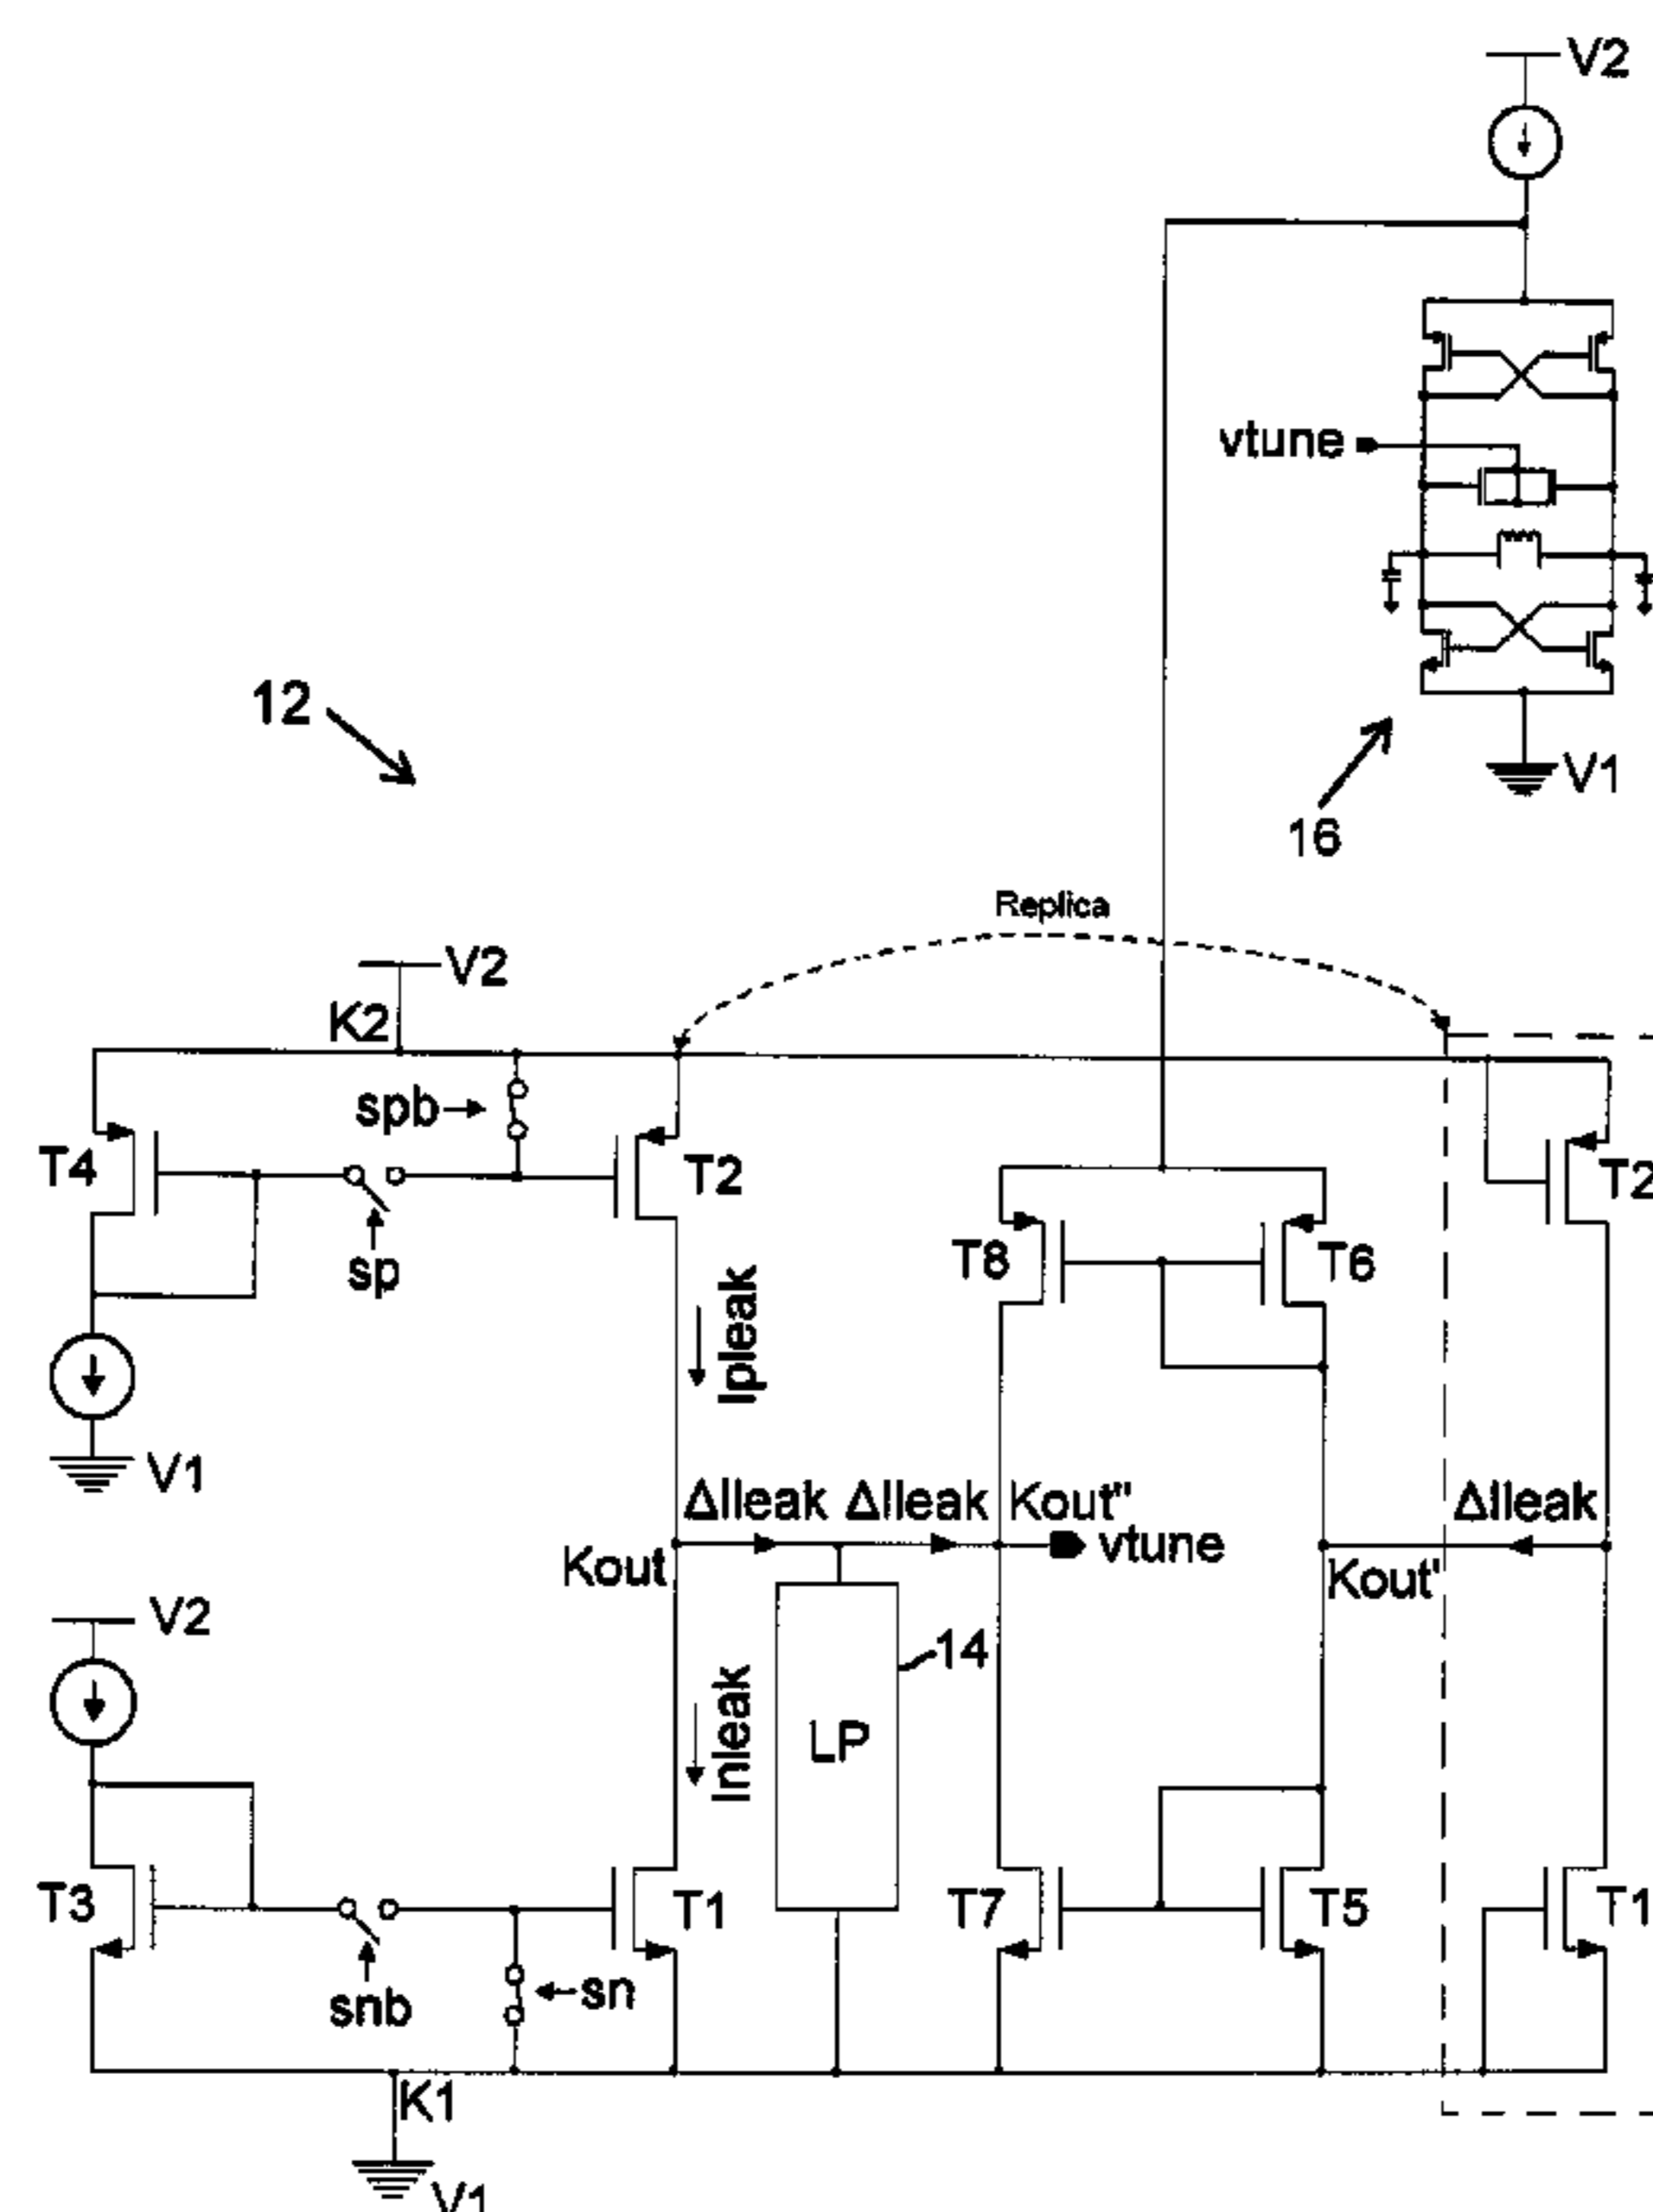 V2
vtune
12
V1
16
Replica
V2
K2
spb
T4
T2
T2
sp
T8
T6
Ipleak
V1
ΔIleak ΔIleak Kout"
vtune
ΔIleak
Kout
Kout'
V2
14
Inleak
LP
T3
T1
T7
T5
T1
snb
sn
K1
V1